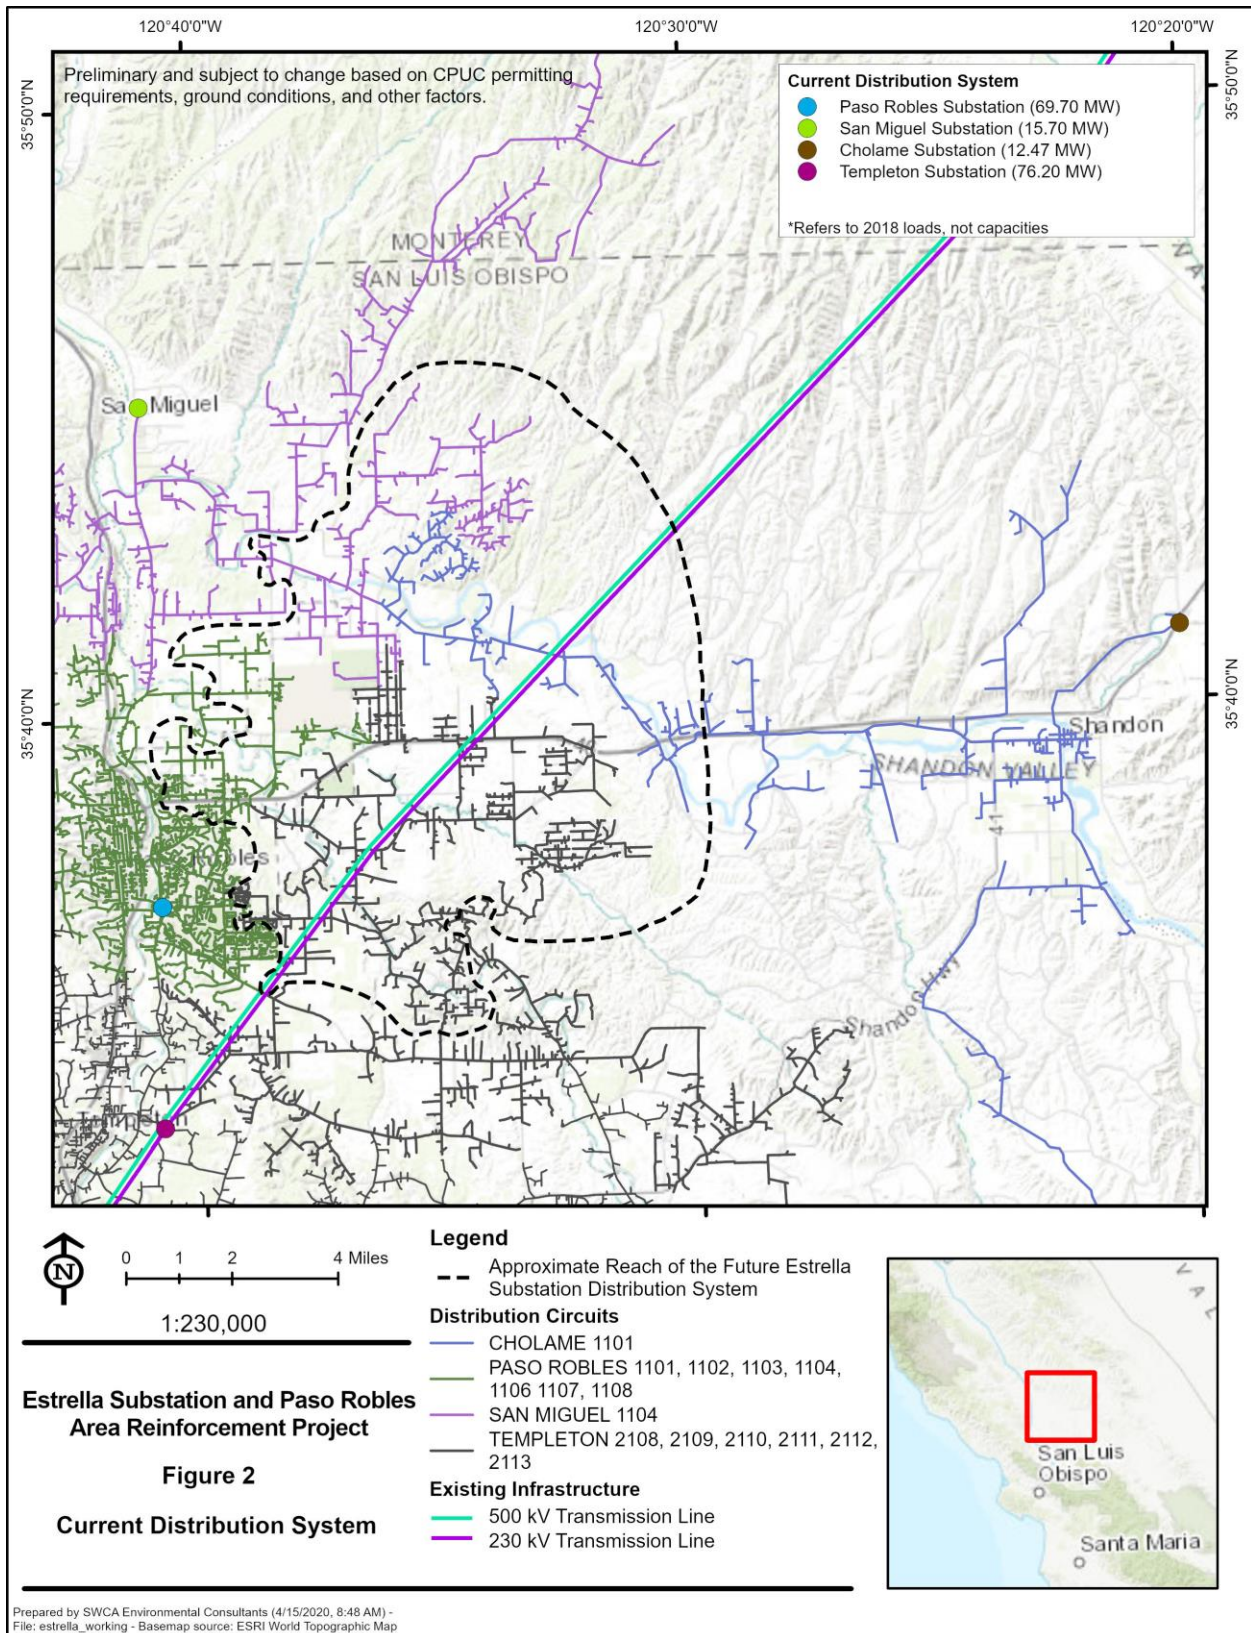 120°40'0"W
120°30'0"W
120°20'0"W
35°50'0"N
35°50'0"N
Preliminary and subject to change based on CPUC permitting
requirements, ground conditions, and other factors.
Current Distribution System
Paso Robles Substation (69.70 MW)
San Miguel Substation (15.70 MW)
Cholame Substation (12.47 MW)
Templeton Substation (76.20 MW)
*Refers to 2018 loads, not capacities
MONTEREY
SAN LUIS OBISPO
Sa Miguel
35°40'0"N
35°40'0"N
Shandon
SHANDON VALLEY
41
Robles
Shandon Hwy
N
0 1 2 4 Miles
1:230,000
Estrella Substation and Paso Robles
Area Reinforcement Project
Figure 2
Current Distribution System
Legend
Approximate Reach of the Future Estrella
Substation Distribution System
Distribution Circuits
CHOLAME 1101
PASO ROBLES 1101, 1102, 1103, 1104,
1106 1107, 1108
SAN MIGUEL 1104
TEMPLETON 2108, 2109, 2110, 2111, 2112,
2113
Existing Infrastructure
500 kV Transmission Line
230 kV Transmission Line
V A L
San Luis
Obispo
Santa Maria
Prepared by SWCA Environmental Consultants (4/15/2020, 8:48 AM) -
File: estrella_working - Basemap source: ESRI World Topographic Map